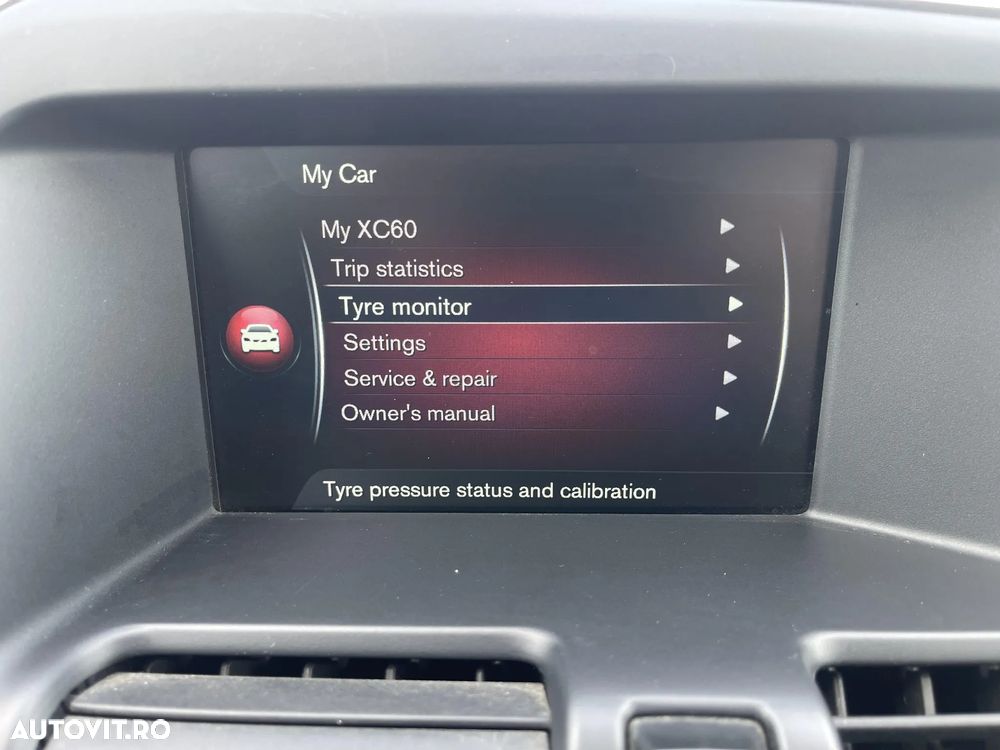 My Car
My XC60
Trip statistics
Tyre monitor
Settings
Service & repair
Owner's manual
Tyre pressure status and calibration
AUTOVIT.RO